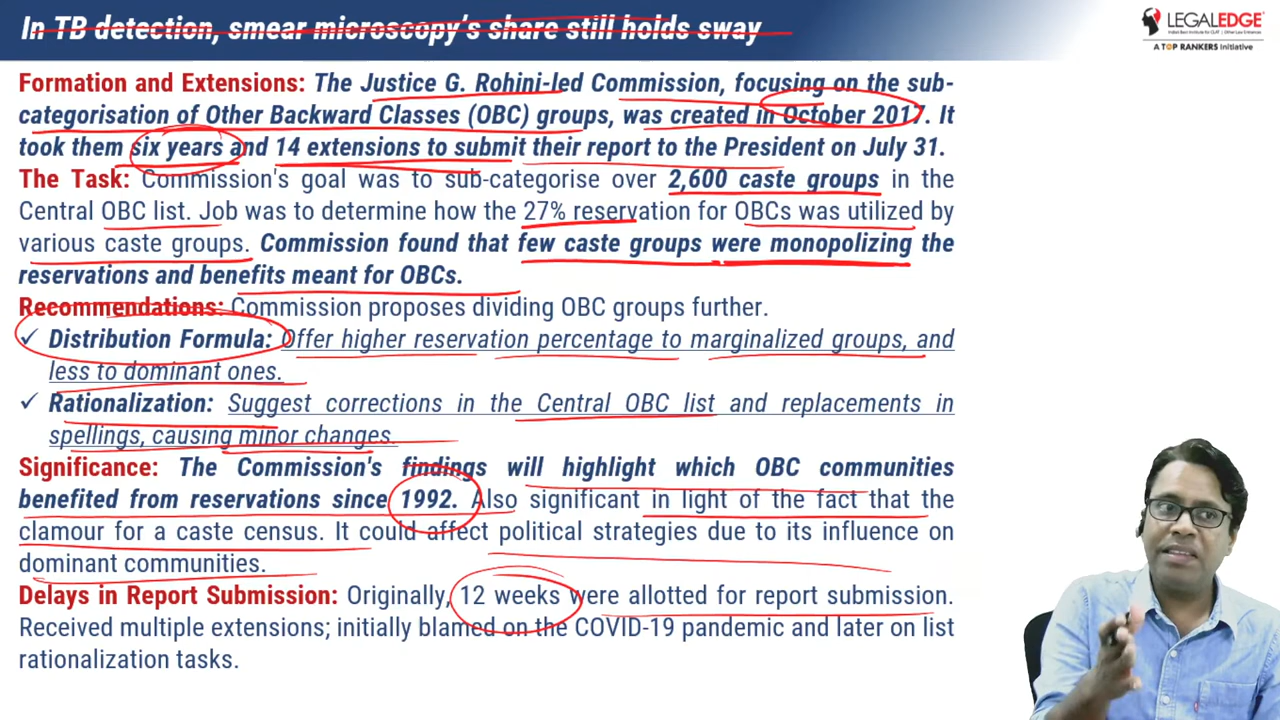 In TB detection, smear microscopy's share still holds sway
LEGALEDGE
India's Best Institute for CLAT | Other Law Entrances
A TOP RANKERS Initiative
Formation and Extensions: The Justice G. Rohini-led Commission, focusing on the sub-
categorisation of Other Backward Classes (OBC) groups, was created in October 2017. It
took them six years and 14 extensions to submit their report to the President on July 31.
The Task: Commission's goal was to sub-categorise over 2,600 caste groups in the
Central OBC list. Job was to determine how the 27% reservation for OBCs was utilized by
various caste groups. Commission found that few caste groups were monopolizing the
reservations and benefits meant for OBCs.
Recommendations: Commission proposes dividing OBC groups further.
✓ Distribution Formula: Offer higher reservation percentage to marginalized groups, and
less to dominant ones.
✓ Rationalization: Suggest corrections in the Central OBC list and replacements in
spellings, causing minor changes.
Significance: The Commission's findings will highlight which OBC communities
benefited from reservations since 1992. Also significant in light of the fact that the
clamour for a caste census. It could affect political strategies due to its influence on
dominant communities.
Delays in Report Submission: Originally, 12 weeks were allotted for report submission.
Received multiple extensions; initially blamed on the COVID-19 pandemic and later on list
rationalization tasks.